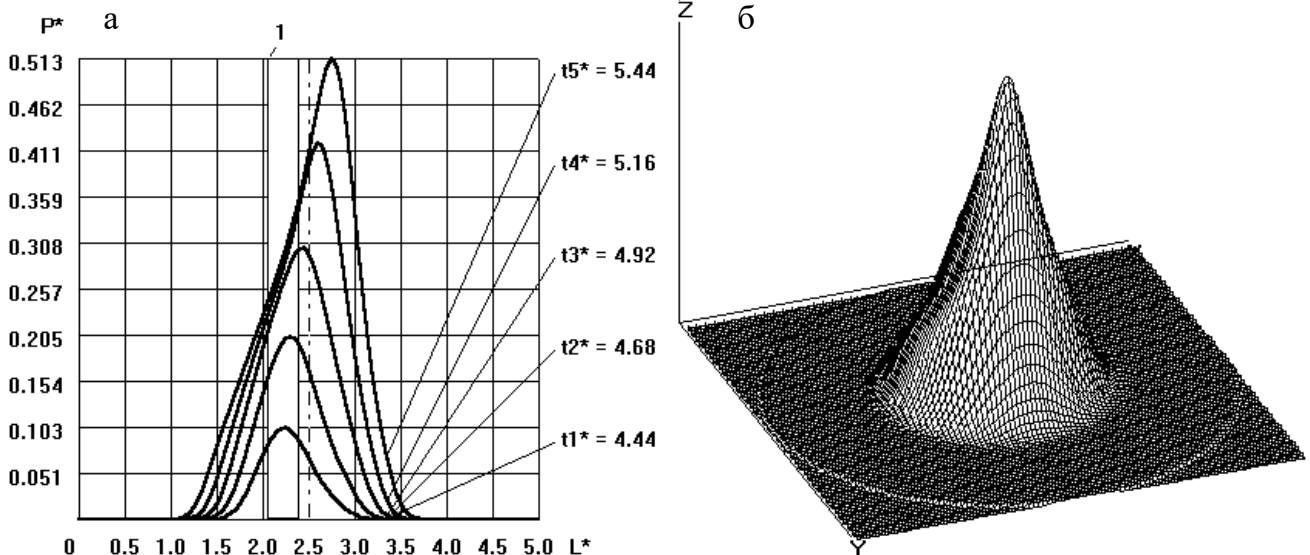 а
б
P*
1
Z
0.513
0.462
0.411
0.359
0.308
0.257
0.205
0.154
0.103
0.051
t5* = 5.44
t4* = 5.16
t3* = 4.92
t2* = 4.68
t1* = 4.44
0 0.5 1.0 1.5 2.0 2.5 3.0 3.5 4.0 4.5 5.0 L*
Y